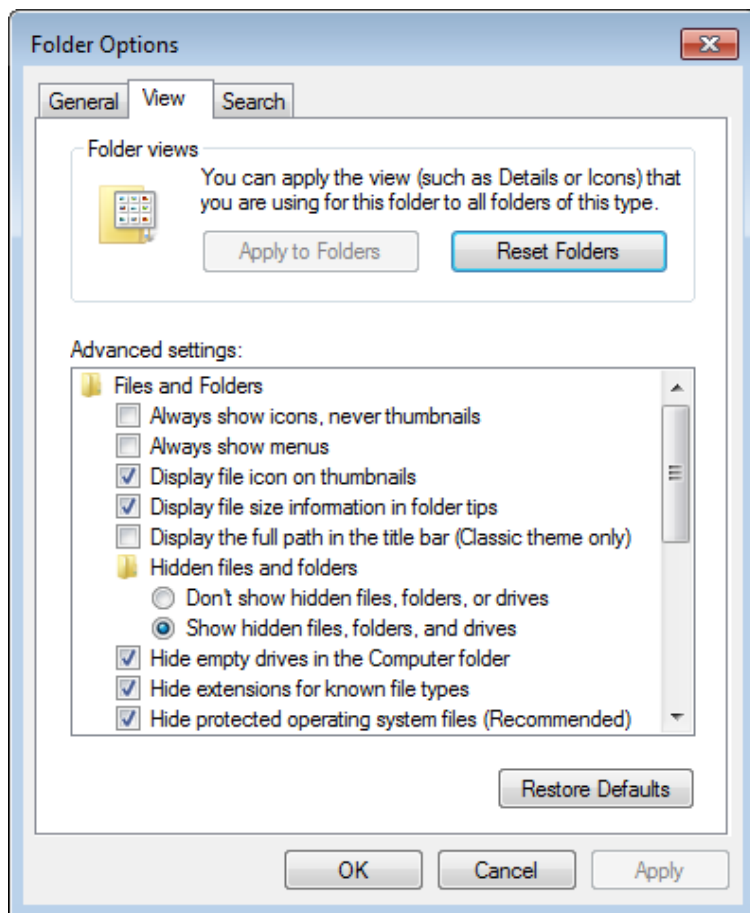 Folder Options
General View Search
Folder views
You can apply the view (such as Details or Icons) that
you are using for this folder to all folders of this type.
Apply to Folders Reset Folders
Advanced settings:
Files and Folders
Always show icons, never thumbnails
Always show menus
Display file icon on thumbnails
Display file size information in folder tips
Display the full path in the title bar (Classic theme only)
Hidden files and folders
Don't show hidden files, folders, or drives
Show hidden files, folders, and drives
Hide empty drives in the Computer folder
Hide extensions for known file types
Hide protected operating system files (Recommended)
Restore Defaults
OK Cancel Apply